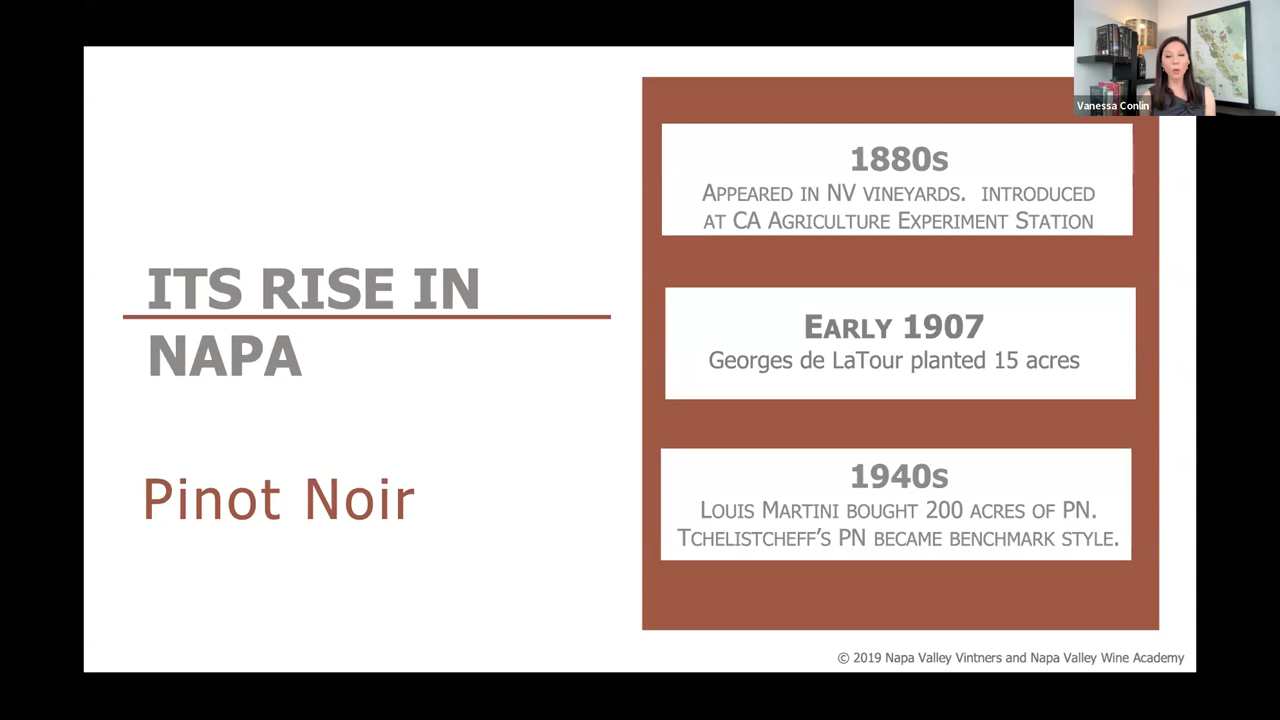 Vanessa Conlin
ITS RISE IN
NAPA
Pinot Noir
1880s
APPEARED IN NV VINEYARDS. INTRODUCED
AT CA AGRICULTURE EXPERIMENT STATION
EARLY 1907
Georges de LaTour planted 15 acres
1940s
LOUIS MARTINI BOUGHT 200 ACRES OF PN.
TCHELISTCHEFF’S PN BECAME BENCHMARK STYLE.
© 2019 Napa Valley Vintners and Napa Valley Wine Academy